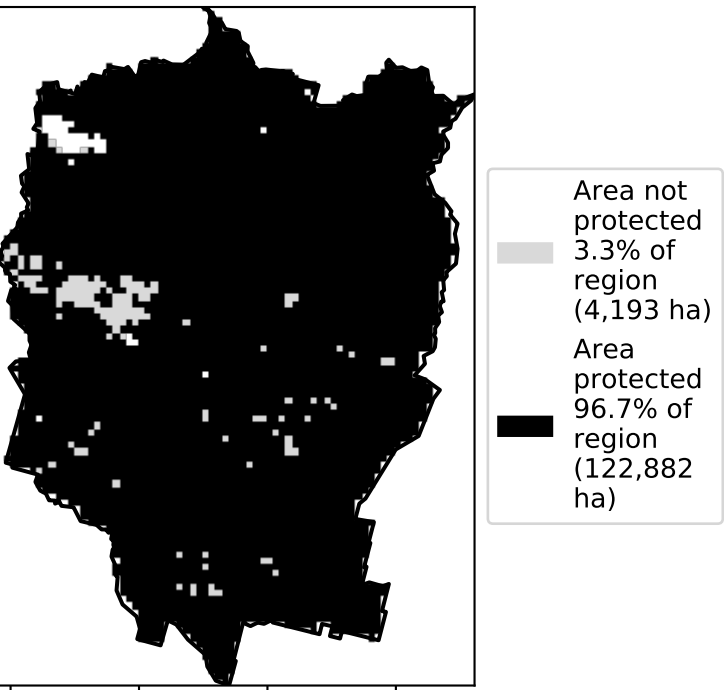 Area not
protected
3.3% of
region
(4,193 ha)
Area
protected
96.7% of
region
(122,882
ha)